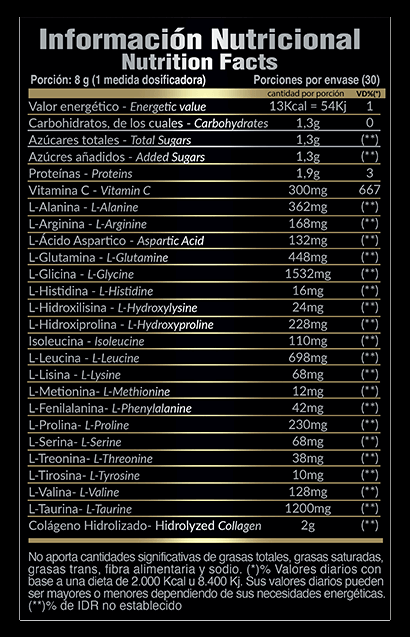 Información Nutricional
Nutrition Facts
Porción: 8 g (1 medida dosificadora) Porciones por envase (30)
cantidad por porción VD%(*)
Valor energético - Energetic value 13Kcal = 54Kj 1
Carbohidratos, de los cuales - Carbohydrates 1,3g 0
Azúcares totales - Total Sugars 1,3g (**)
Azúcres añadidos - Added Sugars 1,3g (**)
Proteínas - Proteins 1,9g 3
Vitamina C - Vitamin C 300mg 667
L-Alanina - L-Alanine 362mg (**)
L-Arginina - L-Arginine 168mg (**)
L-Ácido Aspartico - Aspartic Acid 132mg (**)
L-Glutamina - L-Glutamine 448mg (**)
L-Glicina - L-Glycine 1532mg (**)
L-Histidina - L-Histidine 16mg (**)
L-Hidroxilisina - L-Hydroxylysine 24mg (**)
L-Hidroxiprolina - L-Hydroxyproline 228mg (**)
Isoleucina - Isoleucine 110mg (**)
L-Leucina - L-Leucine 698mg (**)
L-Lisina - L-Lysine 68mg (**)
L-Metionina- L-Methionine 12mg (**)
L-Fenilalanina- L-Phenylalanine 42mg (**)
L-Prolina- L-Proline 230mg (**)
L-Serina- L-Serine 68mg (**)
L-Treonina- L-Threonine 38mg (**)
L-Tirosina- L-Tyrosine 10mg (**)
L-Valina- L-Valine 128mg (**)
L-Taurina- L-Taurine 1200mg (**)
Colágeno Hidrolizado- Hidrolyzed Collagen 2g (**)
No aporta cantidades significativas de grasas totales, grasas saturadas,
grasas trans, fibra alimentaria y sodio. (*)% Valores diarios con
base a una dieta de 2.000 Kcal u 8.400 Kj. Sus valores diarios pueden
ser mayores o menores dependiendo de sus necesidades energéticas.
(**)% de IDR no establecido